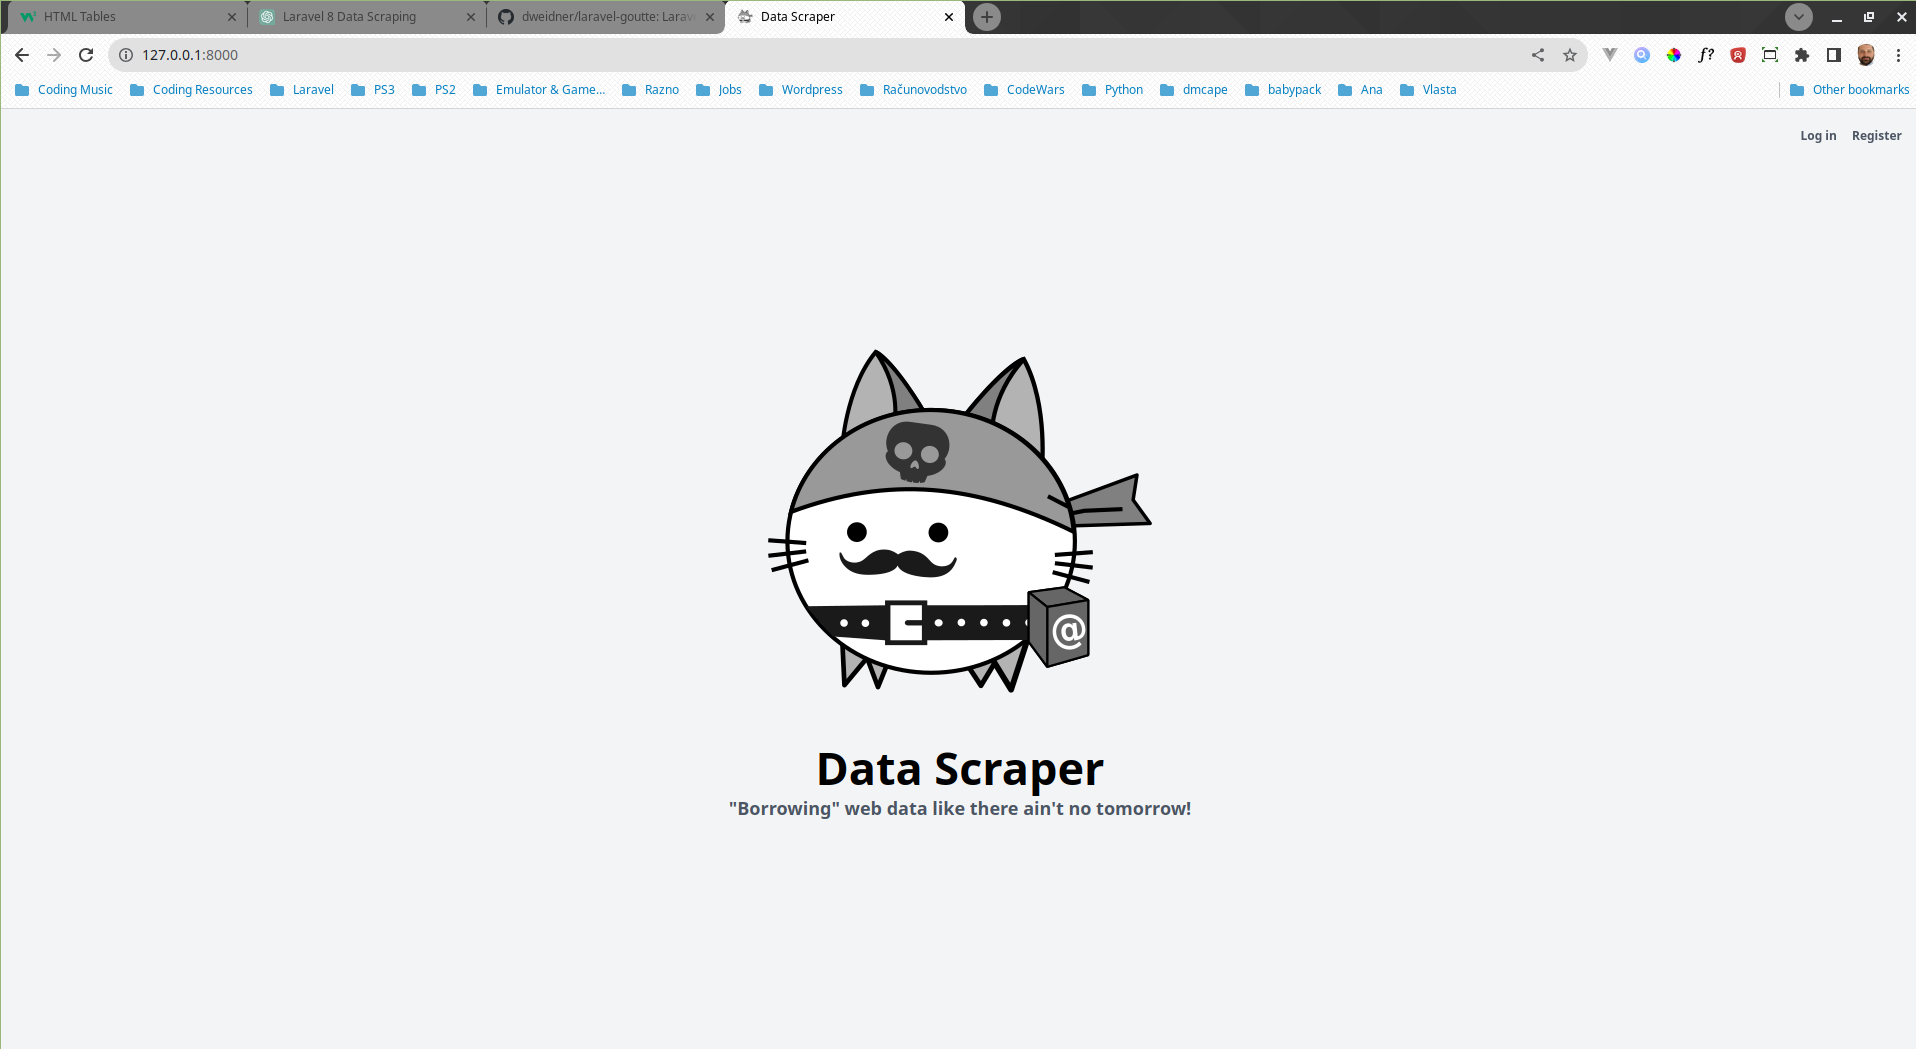 HTML Tables
Laravel 8 Data Scraping
dweidner/laravel-goutte: Larav
Data Scraper
127.0.0.1:8000
f?
Coding Music
Coding Resources
Laravel
PS3
PS2
Emulator & Game...
Razno
Jobs
Wordpress
Računovodstvo
CodeWars
Python
dmcape
babypack
Ana
Vlasta
Other bookmarks
Log in
Register
@
Data Scraper
"Borrowing" web data like there ain't no tomorrow!